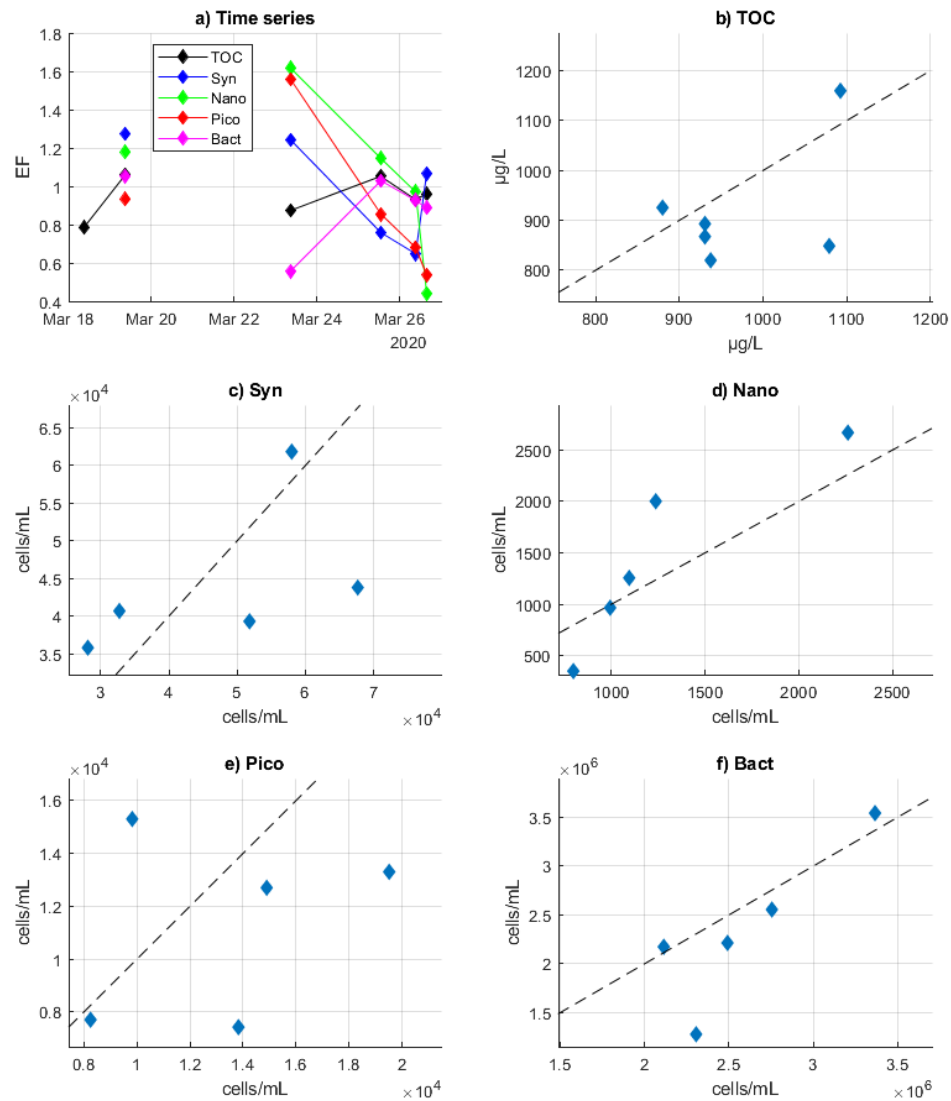 a) Time series
EF
1.8
1.6
1.4
1.2
1
0.8
0.6
0.4
TOC
Syn
Nano
Pico
Bact
Mar 18 Mar 20 Mar 22 Mar 24 Mar 26
2020
b) TOC
µg/L
1200
1100
1000
900
800
800 900 1000 1100 1200
µg/L
c) Syn
× 10⁴
cells/mL
6.5
6
5.5
5
4.5
4
3.5
3 4 5 6 7
cells/mL
× 10⁴
d) Nano
cells/mL
2500
2000
1500
1000
500
1000 1500 2000 2500
cells/mL
e) Pico
× 10⁴
cells/mL
1.6
1.4
1.2
1
0.8
0.8 1 1.2 1.4 1.6 1.8 2
cells/mL
× 10⁴
f) Bact
× 10⁶
cells/mL
3.5
3
2.5
2
1.5
1.5 2 2.5 3 3.5
cells/mL
× 10⁶